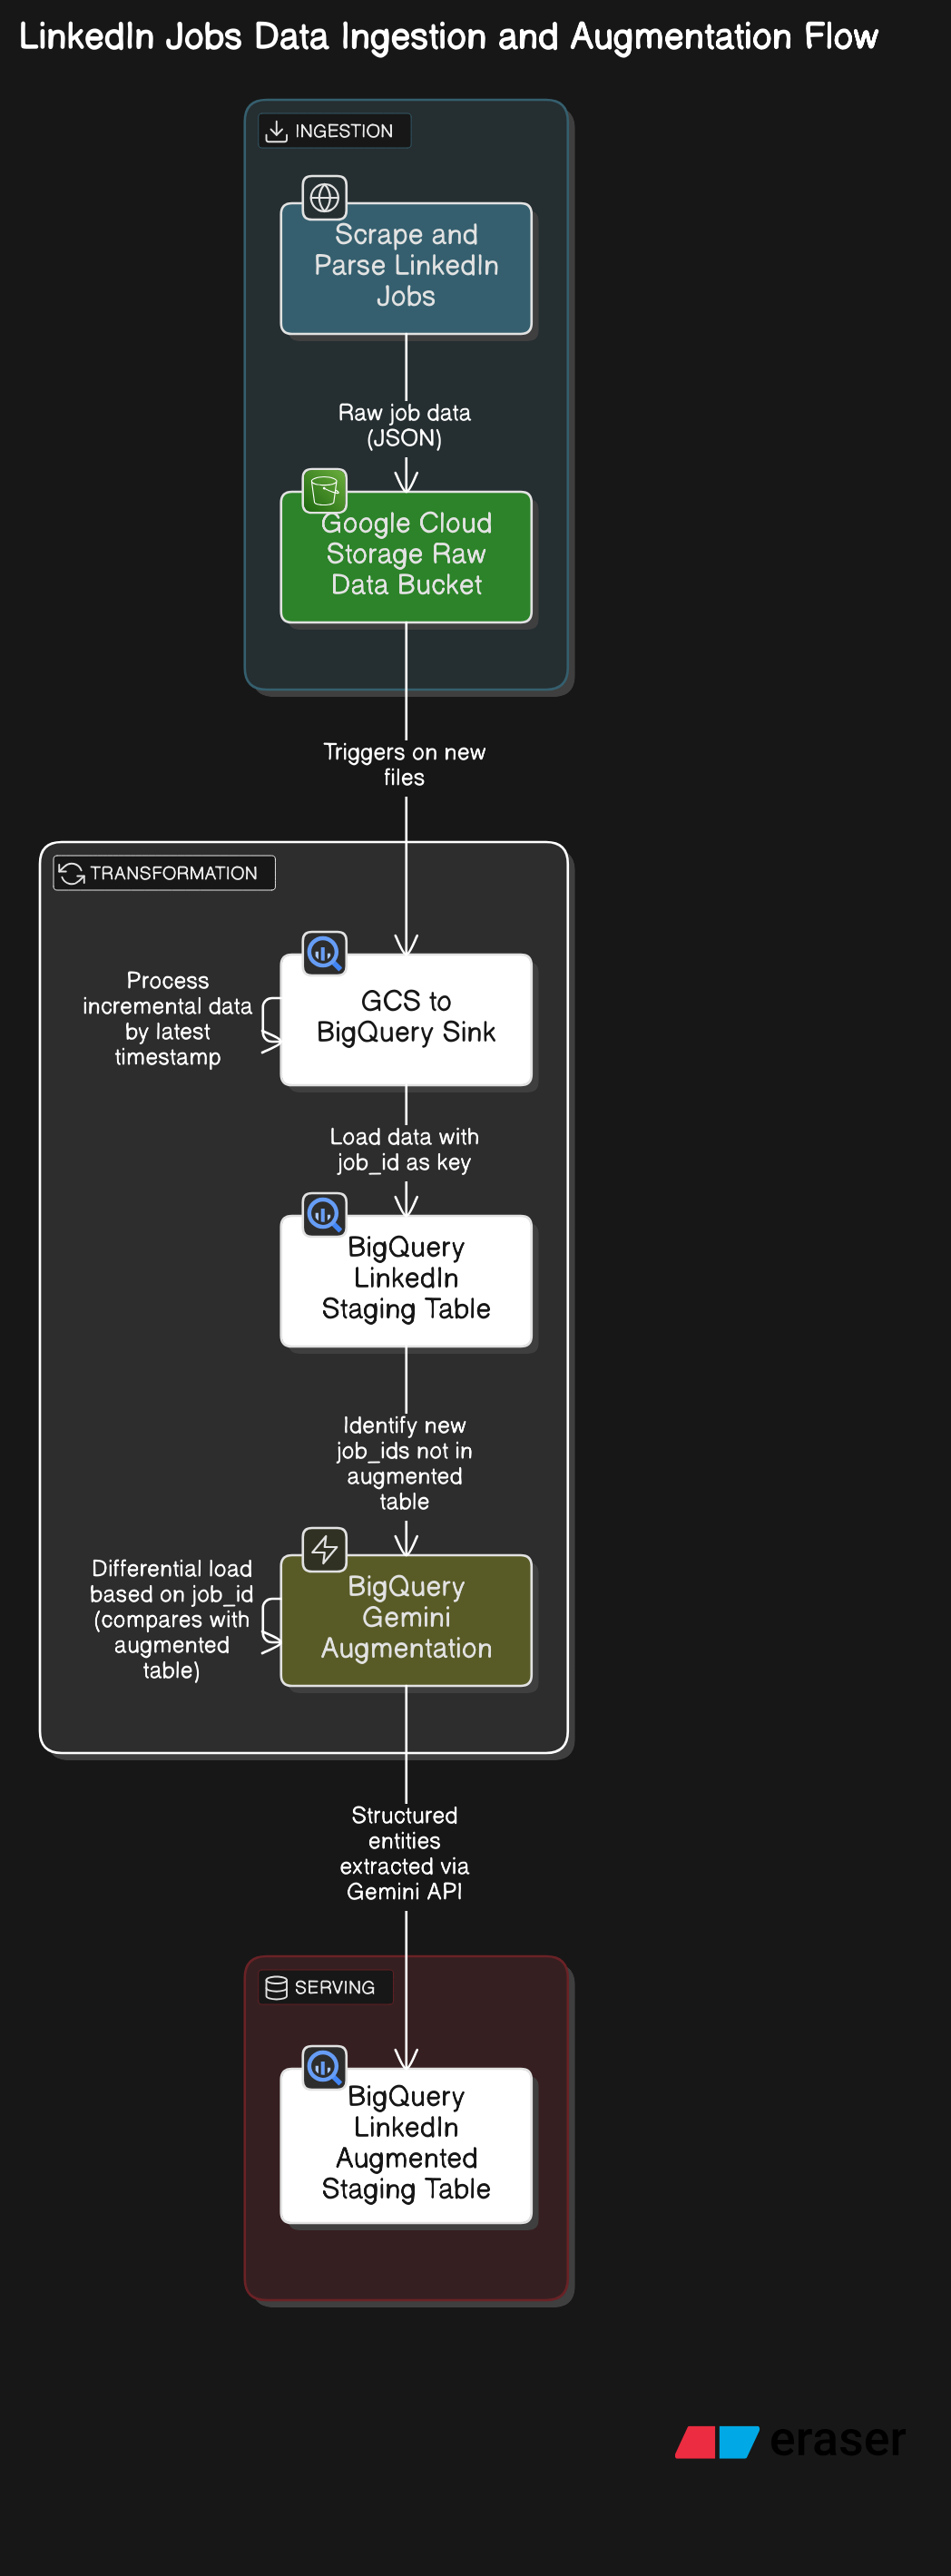 LinkedIn Jobs Data Ingestion and Augmentation Flow
INGESTION
Scrape and
Parse LinkedIn
Jobs
Raw job data
(JSON)
Google Cloud
Storage Raw
Data Bucket
Triggers on new
files
TRANSFORMATION
GCS to
BigQuery Sink
Process
incremental data
by latest
timestamp
Load data with
job_id as key
BigQuery
LinkedIn
Staging Table
Identify new
job_ids not in
augmented
table
BigQuery
Gemini
Augmentation
Differential load
based on job_id
(compares with
augmented
table)
Structured
entities
extracted via
Gemini API
SERVING
BigQuery
LinkedIn
Augmented
Staging Table
eraser